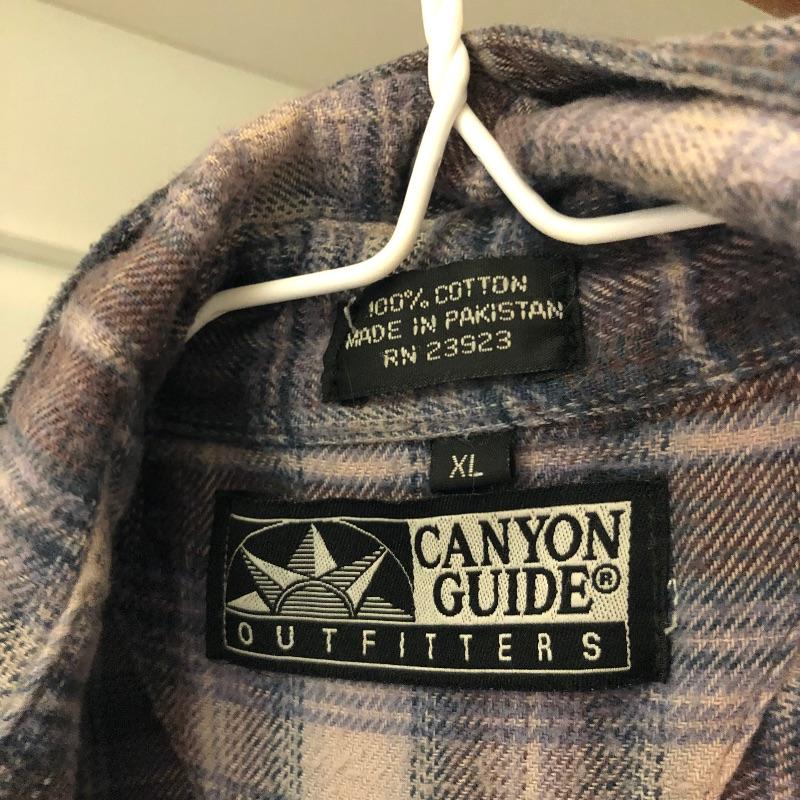 100% COTTON
MADE IN PAKISTAN
RN 23923
XL
CANYON
GUIDE®
OUTFITTERS